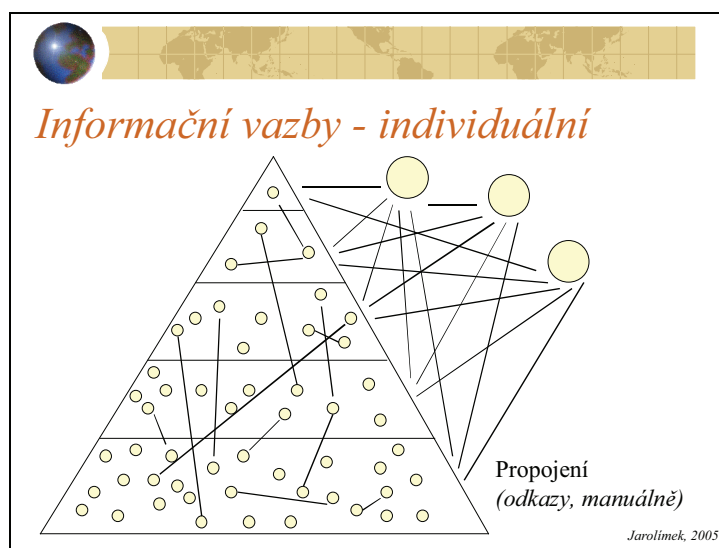 Informační vazby - individuální
Propojení
(odkazy, manuálně)
Jarolímek, 2005